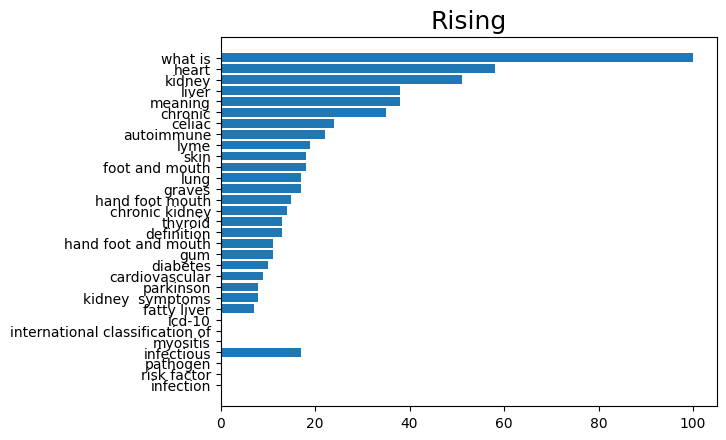 Rising
what is
heart
kidney
liver
meaning
chronic
celiac
autoimmune
lyme
skin
foot and mouth
lung
graves
hand foot mouth
chronic kidney
thyroid
definition
hand foot and mouth
gum
diabetes
cardiovascular
parkinson
kidney  symptoms
fatty liver
icd-10
international classification of
myositis
infectious
pathogen
risk factor
infection
0 20 40 60 80 100